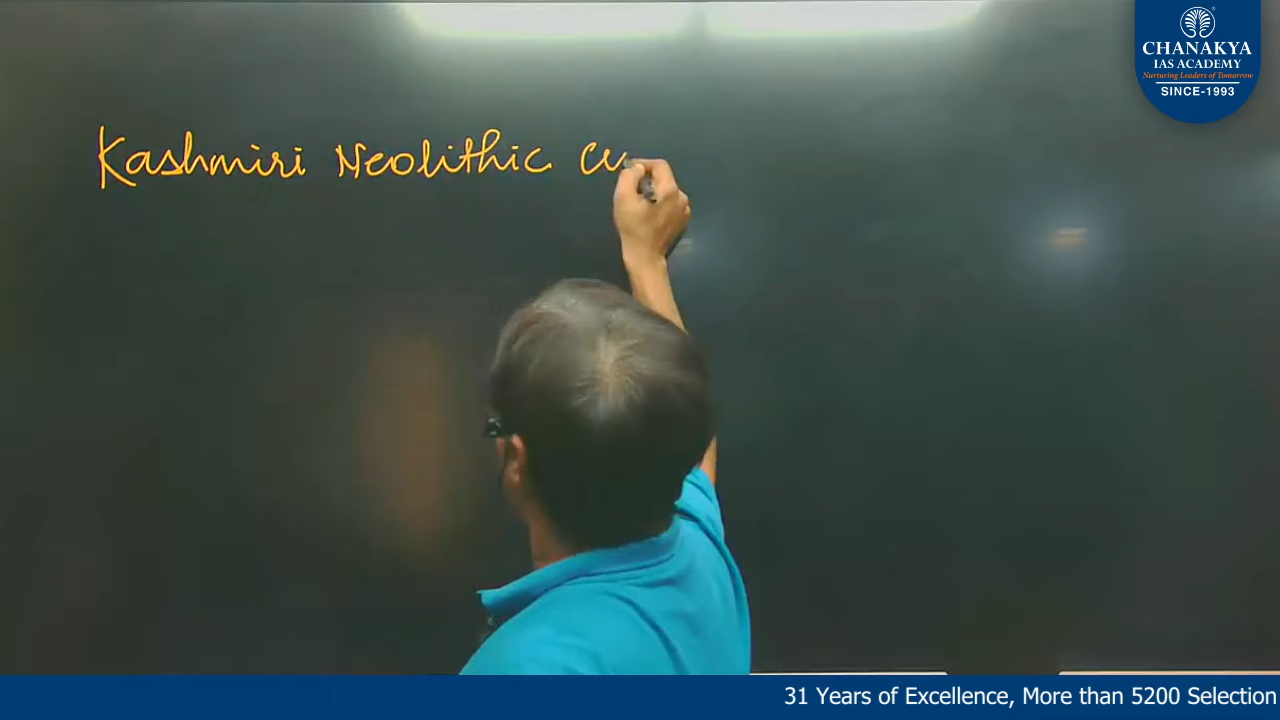 CHANAKYA
IAS ACADEMY
Nurturing Leaders of Tomorrow
SINCE-1993
Kashmiri Neolithic cu
31 Years of Excellence, More than 5200 Selection